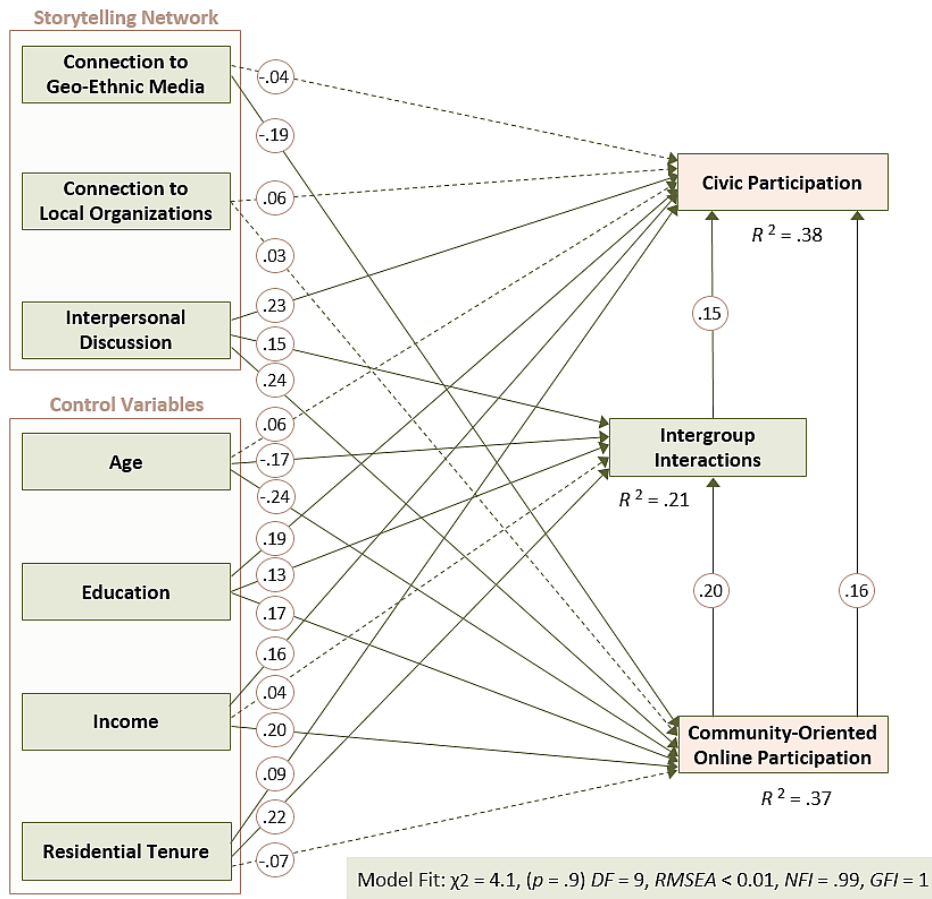 Storytelling Network
Connection to
Geo-Ethnic Media
Connection to
Local Organizations
Interpersonal
Discussion
Control Variables
Age
Education
Income
Residential Tenure
-.04
-.19
.06
.03
.23
.15
.24
.06
-.17
-.24
.19
.13
.17
.16
.04
.20
.09
.22
-.07
Civic Participation
R 2 = .38
.15
Intergroup
Interactions
R 2 = .21
.20
.16
Community-Oriented
Online Participation
R 2 = .37
Model Fit: χ2 = 4.1, (p = .9) DF = 9, RMSEA < 0.01, NFI = .99, GFI = 1